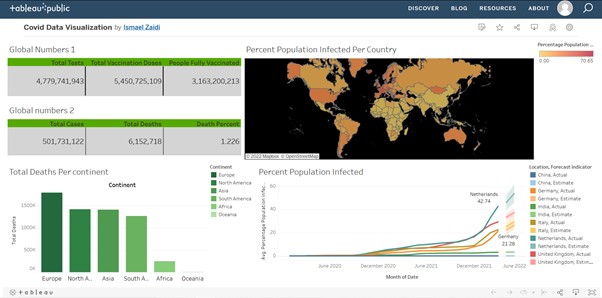 +ableau public
DISCOVER BLOG RESOURCES ABOUT
Covid Data Visualization by Ismael Zaidi
Global Numbers 1
Total Tests Total Vaccination Doses People Fully Vaccinated
4,779,741,943 5,450,725,109 3,163,200,213
Global numbers 2
Total Cases Total Deaths Death Percent
501,731,122 6,152,718 1.226
Percent Population Infected Per Country
© 2022 Mapbox © OpenStreetMap
Percentage Population ...
0.00 70.65
Total Deaths Per continent
Continent
Total Deaths
1500K
1000K
500K
0K
Europe North A... Asia South A... Africa Oceania
Continent
Europe
North America
Asia
South America
Africa
Oceania
Percent Population Infected
Avg. Percentage Population Infec..
60
40
20
0
Netherlands
42.74
Germany
21.28
June 2020 December 2020 June 2021 December 2021 June 2022
Month of Date
Location, Forecast Indicator
China, Actual
China, Estimate
Germany, Actual
Germany, Estimate
India, Actual
India, Estimate
Italy, Actual
Italy, Estimate
Netherlands, Actual
Netherlands, Estimate
United Kingdom, Actual
United Kingdom, Estim..
+ableau